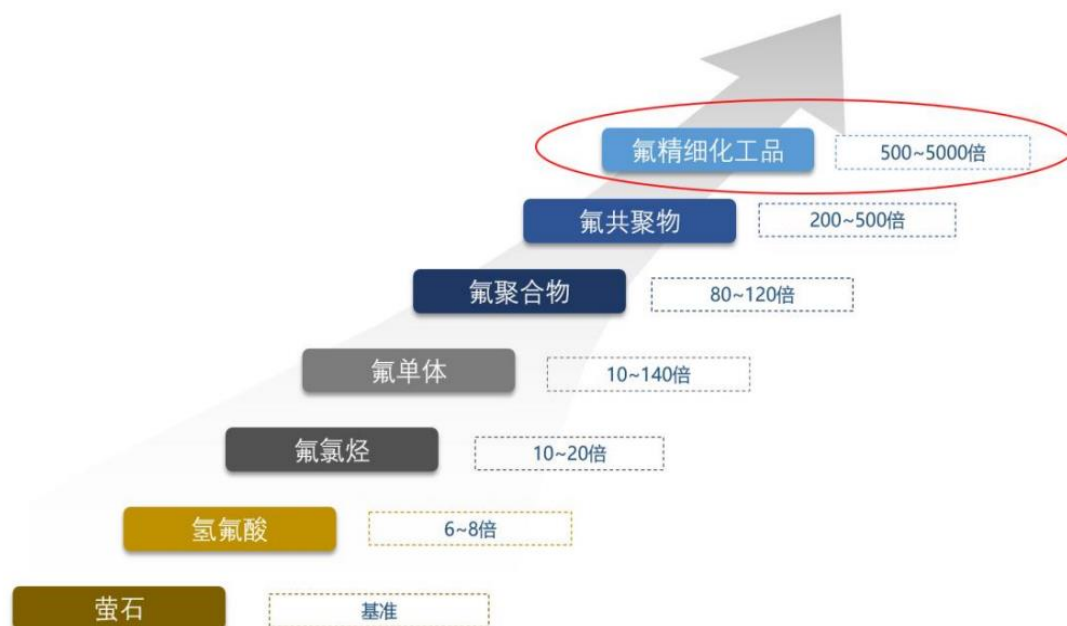 氟精细化工品 500~5000倍
氟共聚物 200~500倍
氟聚合物 80~120倍
氟单体 10~140倍
氟氯烃 10~20倍
氢氟酸 6~8倍
萤石 基准